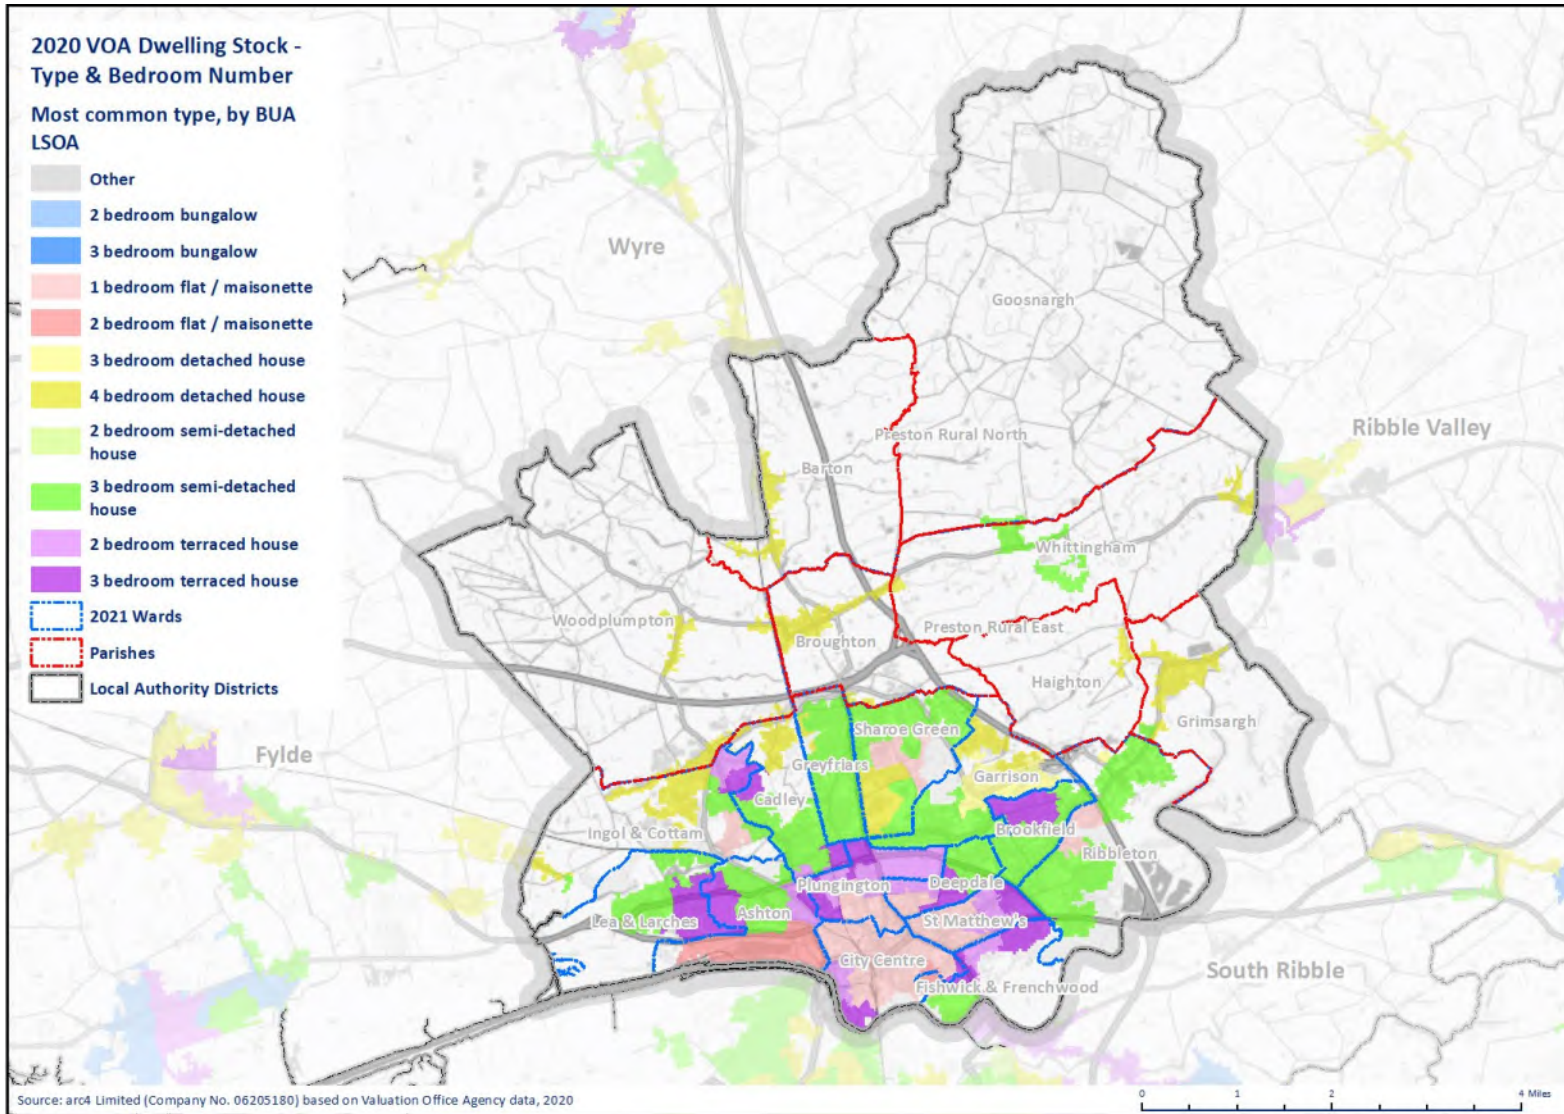 2020 VOA Dwelling Stock -
Type & Bedroom Number
Most common type, by BUA
LSOA
Other
2 bedroom bungalow
3 bedroom bungalow
1 bedroom flat / maisonette
2 bedroom flat / maisonette
3 bedroom detached house
4 bedroom detached house
2 bedroom semi-detached
house
3 bedroom semi-detached
house
2 bedroom terraced house
3 bedroom terraced house
2021 Wards
Parishes
Local Authority Districts
Wyre
Goosnargh
Ribble Valley
Preston Rural North
Barton
Whittingham
Woodplumpton
Preston Rural East
Broughton
Haighton
Grimsargh
Sharoe Green
Fylde
Greyfriars
Garrison
Cadley
Ingol & Cottam
Brookfield
Ribbleton
Plungington
Deepdale
Lea & Larches
Ashton
St Matthew's
City Centre
South Ribble
Fishwick & Frenchwood
Source: arc4 Limited (Company No. 06205180) based on Valuation Office Agency data, 2020
0 1 2 4 Miles